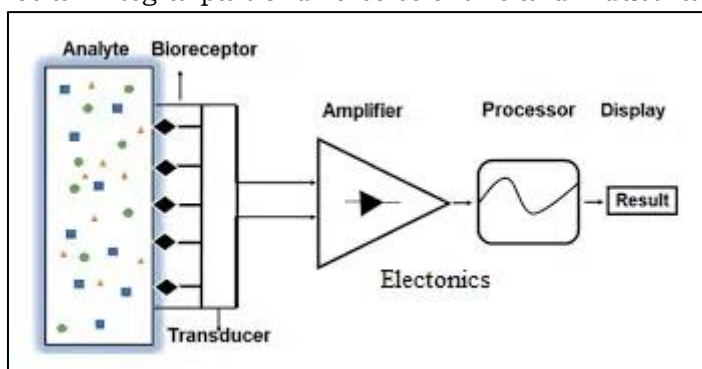 Analyte Bioreceptor
Amplifier
Processor Display
Result
Electonics
Transducer